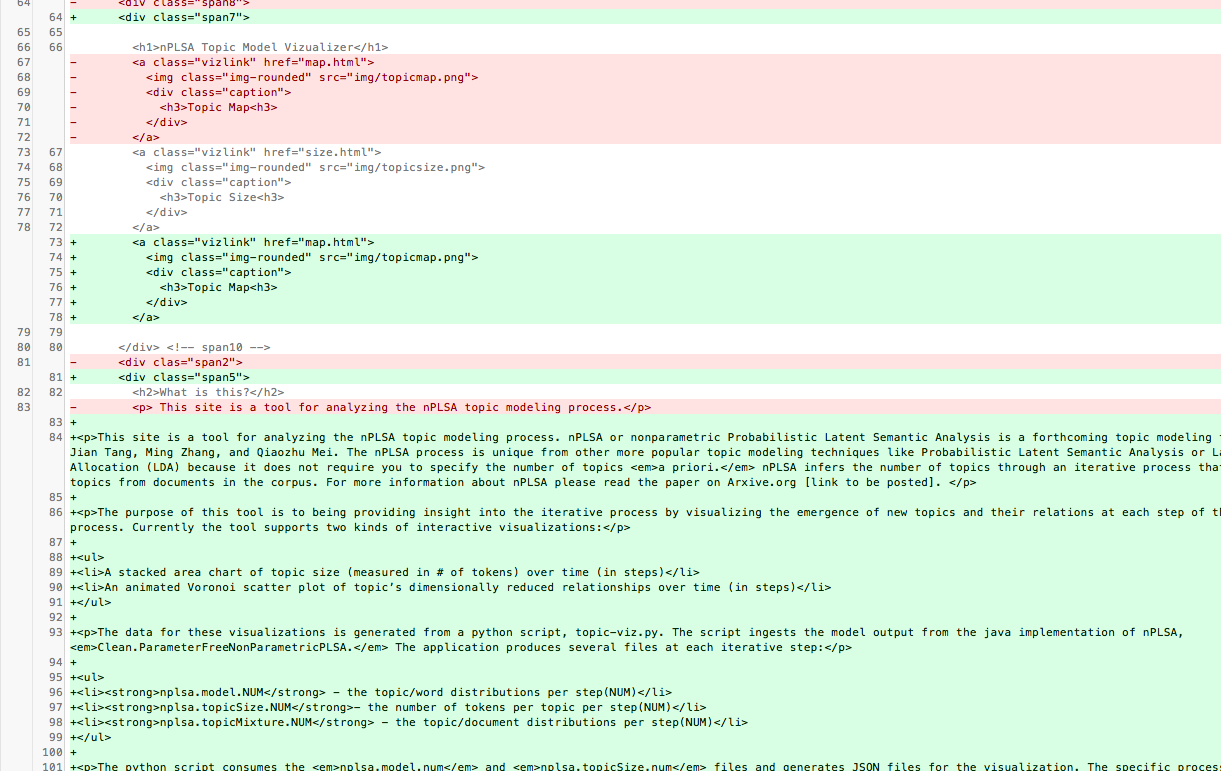 64 - <div class="span8">
64 + <div class="span7">
65 65
66 66 <h1>nPLSA Topic Model Vizualizer</h1>
67 - <a class="vizlink" href="map.html">
68 - <img class="img-rounded" src="img/topicmap.png">
69 - <div class="caption">
70 - <h3>Topic Map<h3>
71 - </div>
72 - </a>
73 67 <a class="vizlink" href="size.html">
74 68 <img class="img-rounded" src="img/topicsize.png">
75 69 <div class="caption">
76 70 <h3>Topic Size<h3>
77 71 </div>
78 72 </a>
73 + <a class="vizlink" href="map.html">
74 + <img class="img-rounded" src="img/topicmap.png">
75 + <div class="caption">
76 + <h3>Topic Map<h3>
77 + </div>
78 + </a>
79 79
80 80 </div> <!-- span10 -->
81 - <div class="span2">
81 + <div class="span5">
82 82 <h2>What is this?</h2>
83 - <p> This site is a tool for analyzing the nPLSA topic modeling process.</p>
83 +
84 +<p>This site is a tool for analyzing the nPLSA topic modeling process. nPLSA or nonparametric Probabilistic Latent Semantic Analysis is a forthcoming topic modeling
Jian Tang, Ming Zhang, and Qiaozhu Mei. The nPLSA process is unique from other more popular topic modeling techniques like Probabilistic Latent Semantic Analysis or
Allocation (LDA) because it does not require you to specify the number of topics <em>a priori.</em> nPLSA infers the number of topics through an iterative process
topics from documents in the corpus. For more information about nPLSA please read the paper on Arxive.org [link to be posted]. </p>
85 +
86 +<p>The purpose of this tool is to being providing insight into the iterative process by visualizing the emergence of new topics and their relations at each step of
process. Currently the tool supports two kinds of interactive visualizations:</p>
87 +
88 +<ul>
89 +<li>A stacked area chart of topic size (measured in # of tokens) over time (in steps)</li>
90 +<li>An animated Voronoi scatter plot of topic’s dimensionally reduced relationships over time (in steps)</li>
91 +</ul>
92 +
93 +<p>The data for these visualizations is generated from a python script, topic-viz.py. The script ingests the model output from the java implementation of nPLSA,
<em>Clean.ParameterFreeNonParametricPLSA.</em> The application produces several files at each iterative step:</p>
94 +
95 +<ul>
96 +<li><strong>nplsa.model.NUM</strong> – the topic/word distributions per step(NUM)</li>
97 +<li><strong>nplsa.topicSize.NUM</strong>– the number of tokens per topic per step(NUM)</li>
98 +<li><strong>nplsa.topicMixture.NUM</strong> – the topic/document distributions per step(NUM)</li>
99 +</ul>
100 +
101 +<p>The python script consumes the <em>nplsa.model.num</em> and <em>nplsa.topicSize.num</em> files and generates JSON files for the visualization. The specific